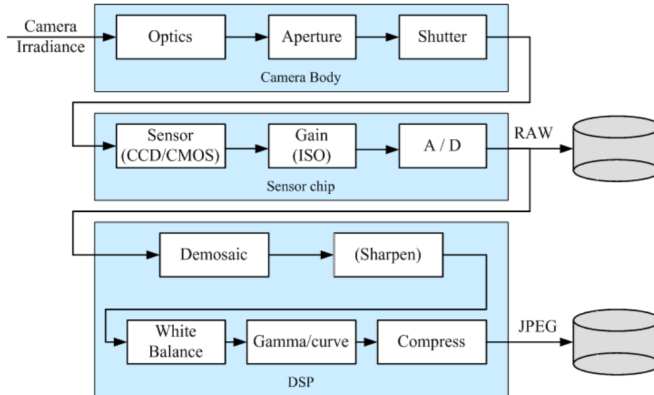 Camera
Irradiance
Optics
Aperture
Shutter
Camera Body
Sensor
(CCD/CMOS)
Gain
(ISO)
A / D
RAW
Sensor chip
Demosaic
(Sharpen)
White
Balance
Gamma/curve
Compress
JPEG
DSP